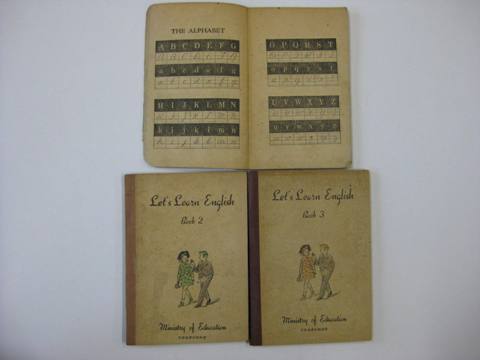 THE ALPHABET
A B C D E F G
a b c d e f g
H I J K L M N
h i j k l m n
O P Q R S T
o p q r s t
U V W X Y Z
u v w x y z
Let's Learn English
Book 2
Ministry of Education
Let's Learn English
Book 3
Ministry of Education